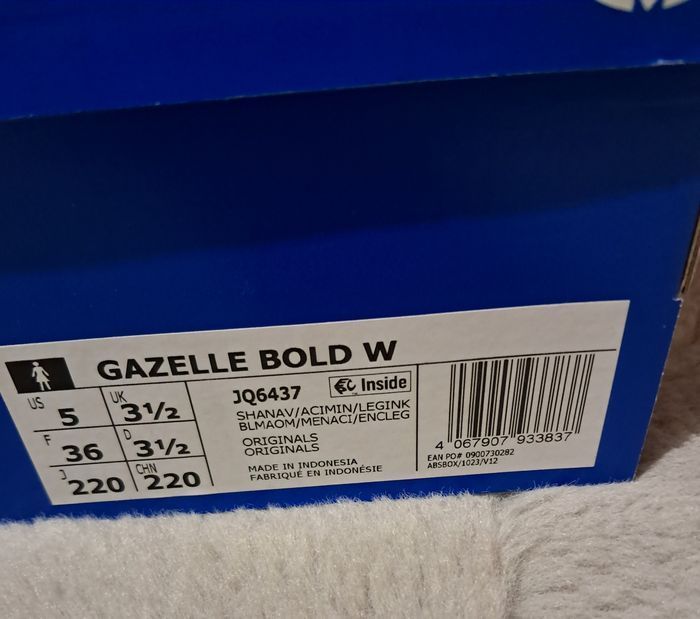 GAZELLE BOLD W
US 5 UK 3½
F 36 D 3½
J 220 CHN 220
JQ6437 Inside
SHANAV/ACIMIN/LEGINK
BLMAOM/MENACI/ENCLEG
ORIGINALS
ORIGINALS
MADE IN INDONESIA
FABRIQUÉ EN INDONÉSIE
4 067907 933837
EAN PO# 0900730282
ABSBOX/1023/V12